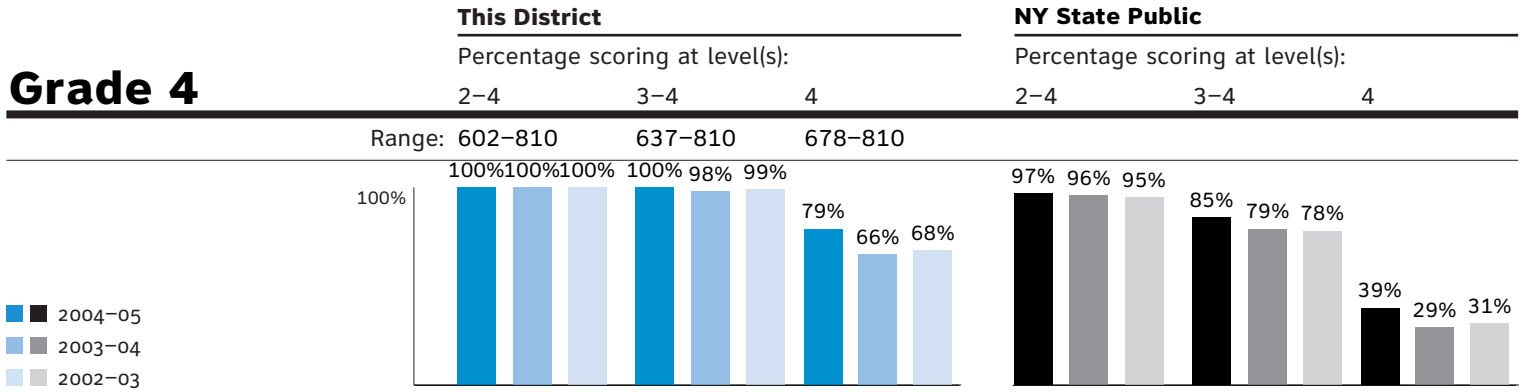 This District NY State Public
Percentage scoring at level(s): Percentage scoring at level(s):
Grade 4 2–4 3–4 4 2–4 3–4 4
Range: 602–810 637–810 678–810
100% 100% 100% 100% 98% 99% 79% 66% 68% 97% 96% 95% 85% 79% 78% 39% 29% 31%
100%
2004–05
2003–04
2002–03